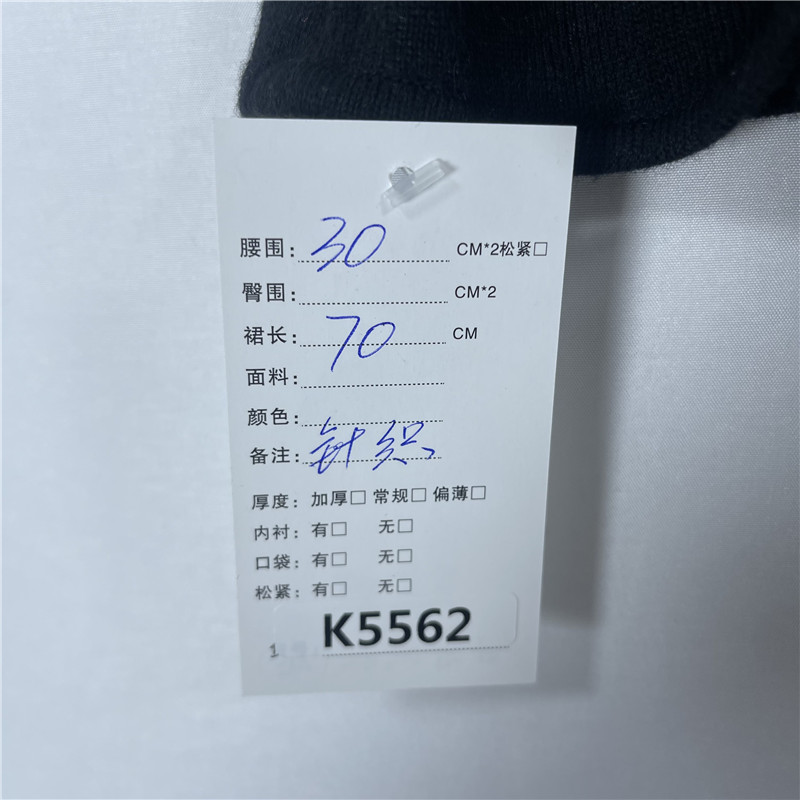 腰围: 30 CM*2松紧□
臀围: CM*2
裙长: 70 CM
面料:
颜色:
备注: 针织
厚度: 加厚□ 常规□ 偏薄□
内衬: 有□ 无□
口袋: 有□ 无□
松紧: 有□ 无□
K5562
1